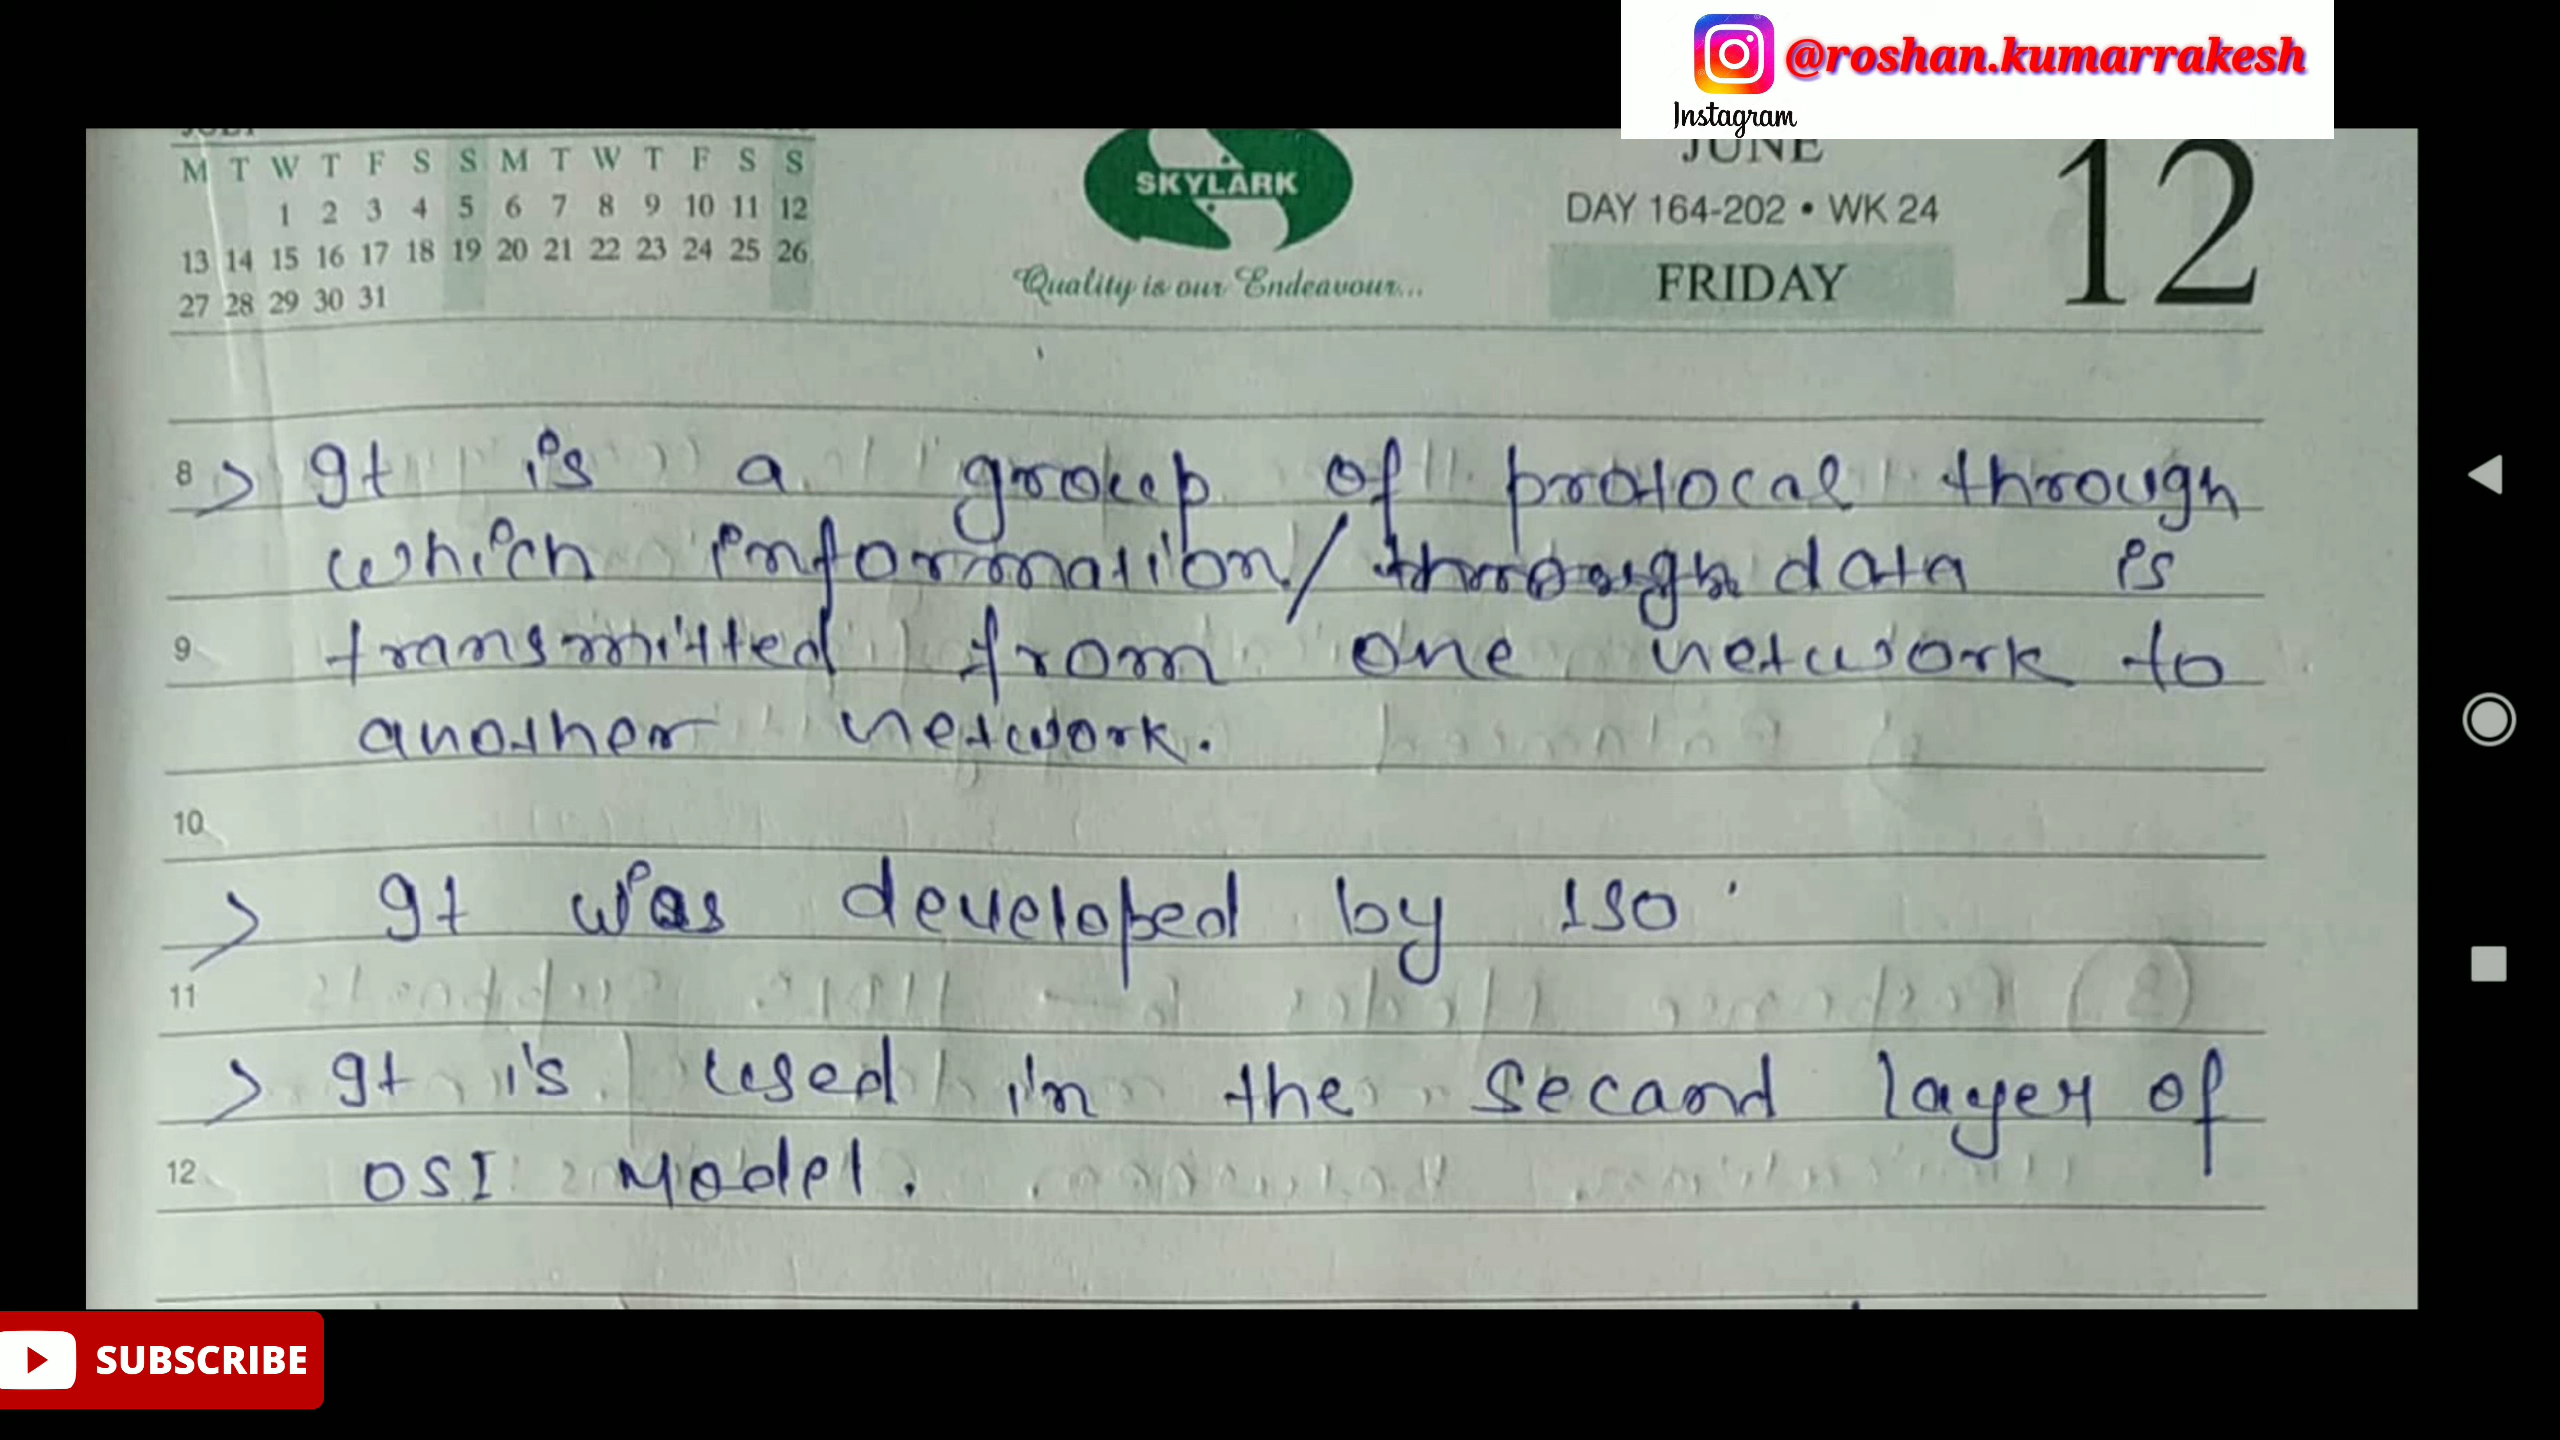 @roshan.kumarrakesh
Instagram
M T W T F S S M T W T F S S
1 2 3 4 5 6 7 8 9 10 11 12
13 14 15 16 17 18 19 20 21 22 23 24 25 26
27 28 29 30 31
SKYLARK
Quality is our Endeavour...
JUNE
DAY 164-202 • WK 24
FRIDAY
12
8 > It is a group of protocal through
which information / through data is
9 transmitted from one network to
another network.
10
> It was developed by ISO
11
> It is used in the secand layer of
12 OSI Model.
SUBSCRIBE